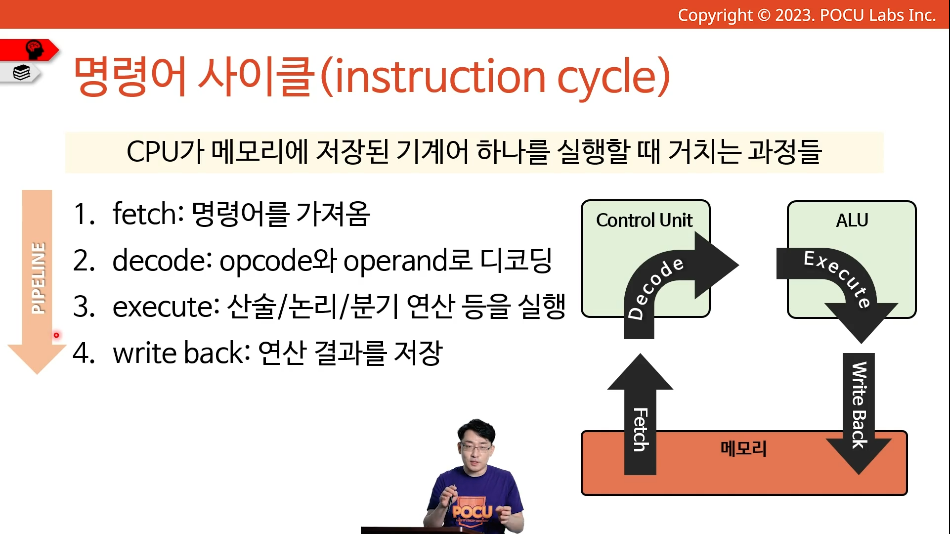 Copyright © 2023. POCU Labs Inc.
명령어 사이클(instruction cycle)
CPU가 메모리에 저장된 기계어 하나를 실행할 때 거치는 과정들
PIPELINE
1. fetch: 명령어를 가져옴
2. decode: opcode와 operand로 디코딩
3. execute: 산술/논리/분기 연산 등을 실행
4. write back: 연산 결과를 저장
Control Unit
ALU
Decode
Execute
Fetch
Write Back
메모리
POCU